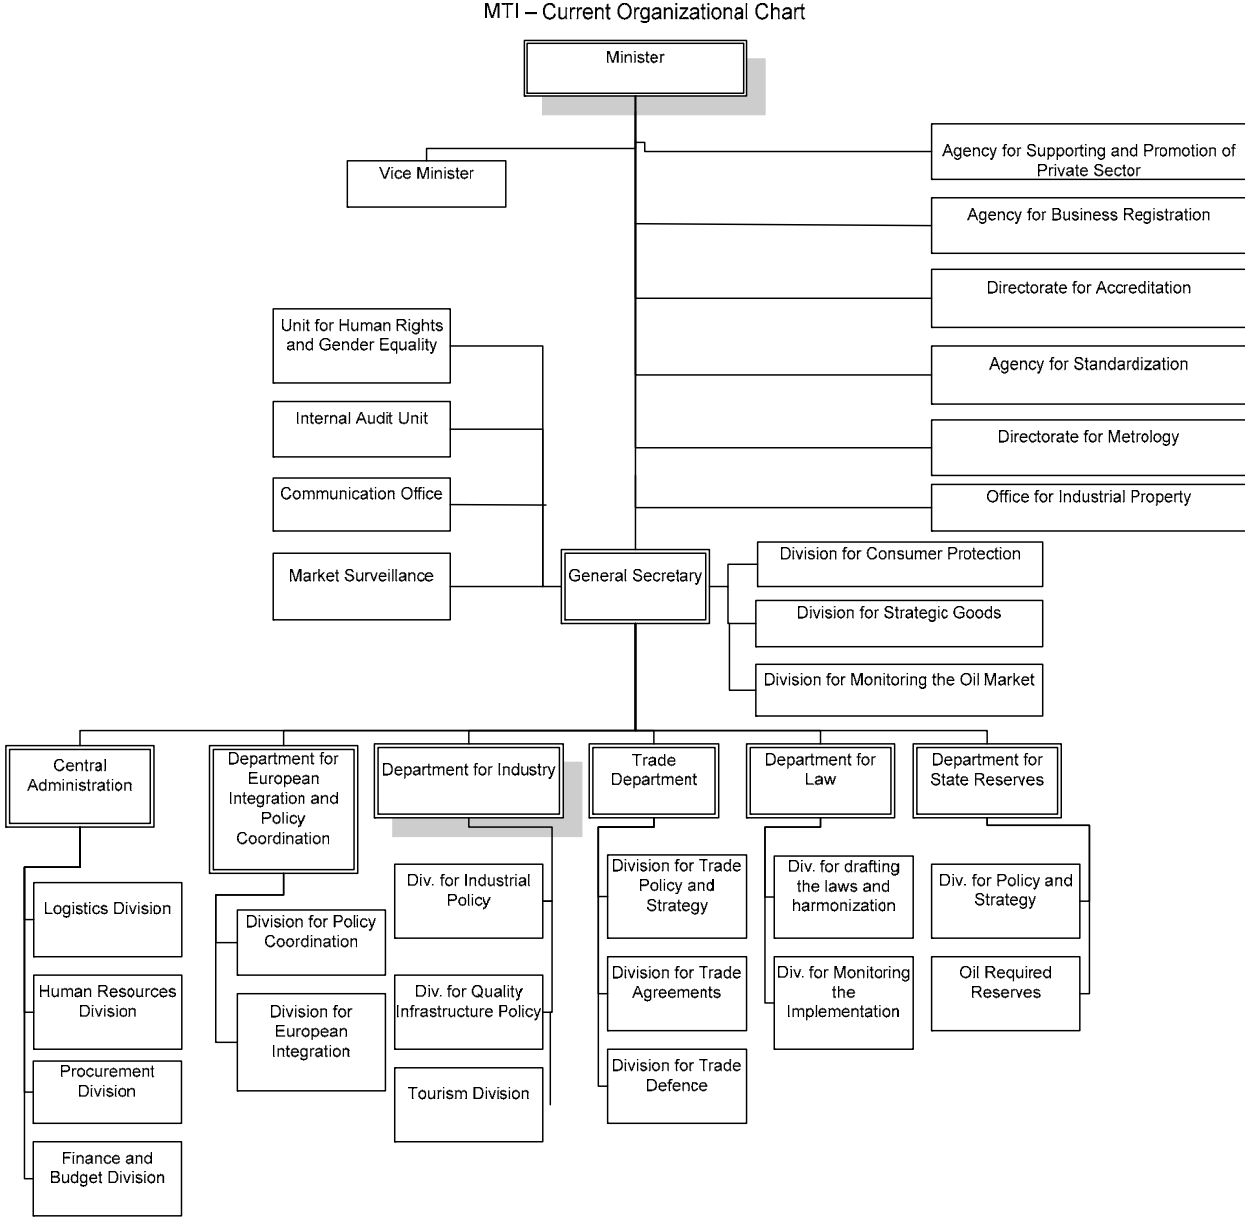 MTI – Current Organizational Chart
Minister
Vice Minister
Agency for Supporting and Promotion of
Private Sector
Agency for Business Registration
Directorate for Accreditation
Agency for Standardization
Directorate for Metrology
Office for Industrial Property
Unit for Human Rights
and Gender Equality
Internal Audit Unit
Communication Office
Market Surveillance
General Secretary
Division for Consumer Protection
Division for Strategic Goods
Division for Monitoring the Oil Market
Central
Administration
Department for
European
Integration and
Policy
Coordination
Department for Industry
Trade
Department
Department for
Law
Department for
State Reserves
Logistics Division
Human Resources
Division
Procurement
Division
Finance and
Budget Division
Division for Policy
Coordination
Division for
European
Integration
Div. for Industrial
Policy
Div. for Quality
Infrastructure Policy
Tourism Division
Division for Trade
Policy and
Strategy
Division for Trade
Agreements
Division for Trade
Defence
Div. for drafting
the laws and
harmonization
Div. for Monitoring
the
Implementation
Div. for Policy and
Strategy
Oil Required
Reserves